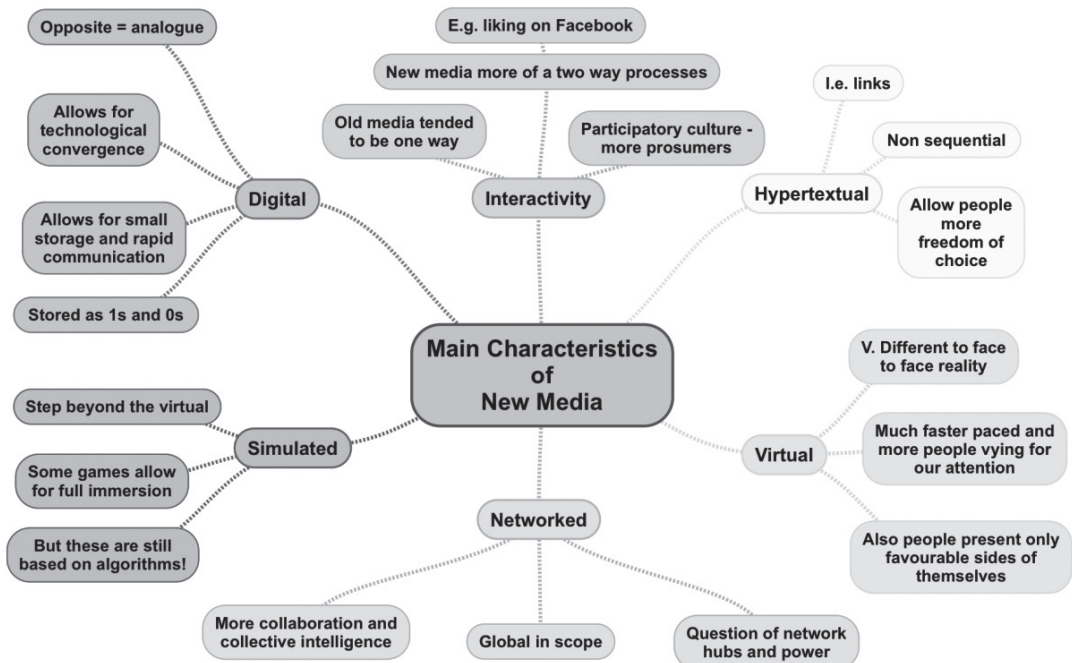 Opposite = analogue
Allows for
technological
convergence
Digital
Allows for small
storage and rapid
communication
Stored as 1s and 0s
E.g. liking on Facebook
New media more of a two way processes
Old media tended
to be one way
Participatory culture -
more prosumers
Interactivity
I.e. links
Non sequential
Hypertextual
Allow people
more
freedom of
choice
Main Characteristics
of
New Media
Step beyond the virtual
Simulated
Some games allow
for full immersion
But these are still
based on algorithms!
V. Different to face
to face reality
Virtual
Much faster paced and
more people vying for
our attention
Also people present only
favourable sides of
themselves
Networked
More collaboration and
collective intelligence
Global in scope
Question of network
hubs and power